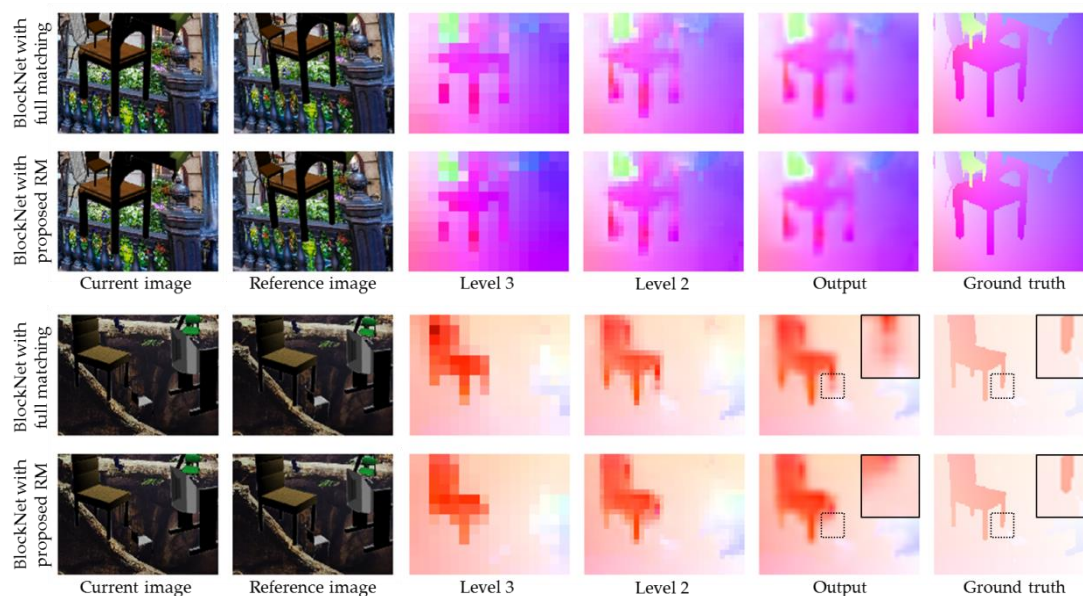 BlockNet with
full matching
BlockNet with
proposed RM
Current image Reference image Level 3 Level 2 Output Ground truth
BlockNet with
full matching
BlockNet with
proposed RM
Current image Reference image Level 3 Level 2 Output Ground truth